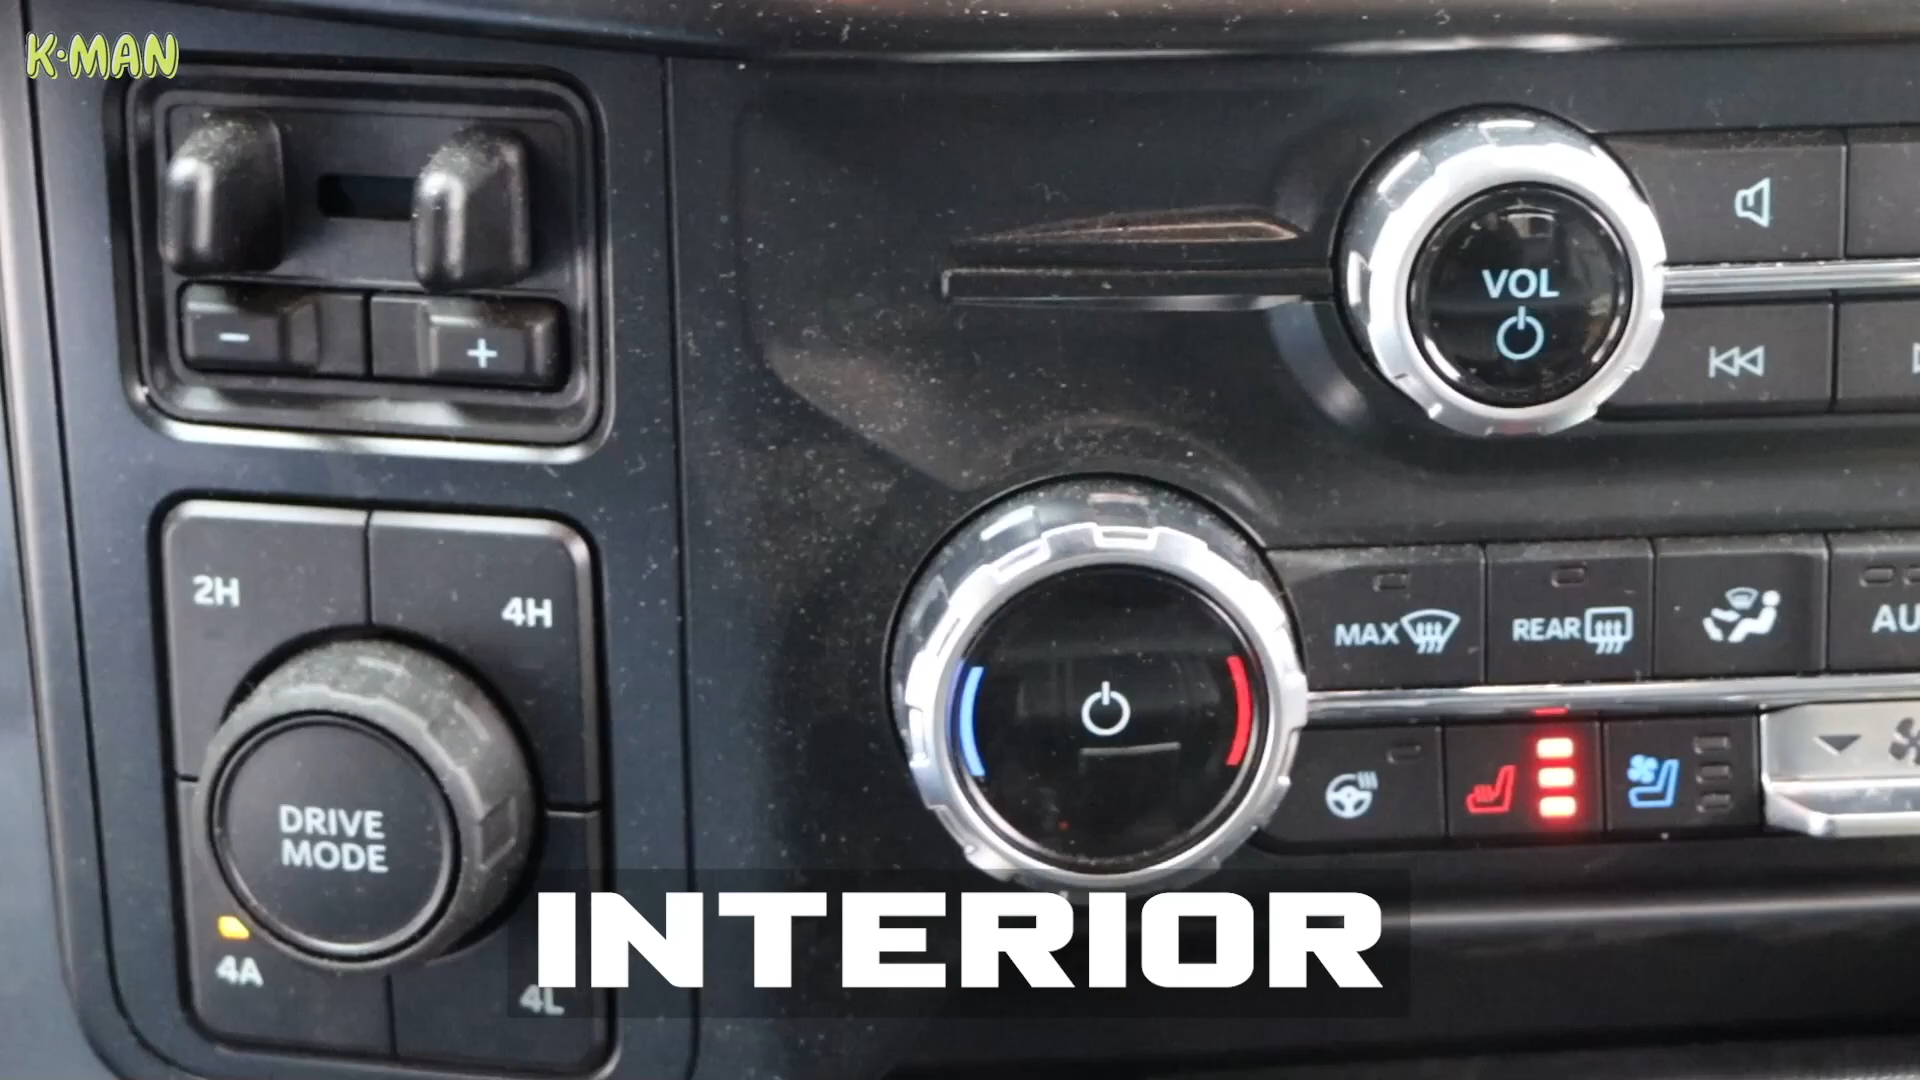 K·MAN
VOL
− +
2H 4H
MAX REAR AU
DRIVE
MODE
4A 4L
INTERIOR